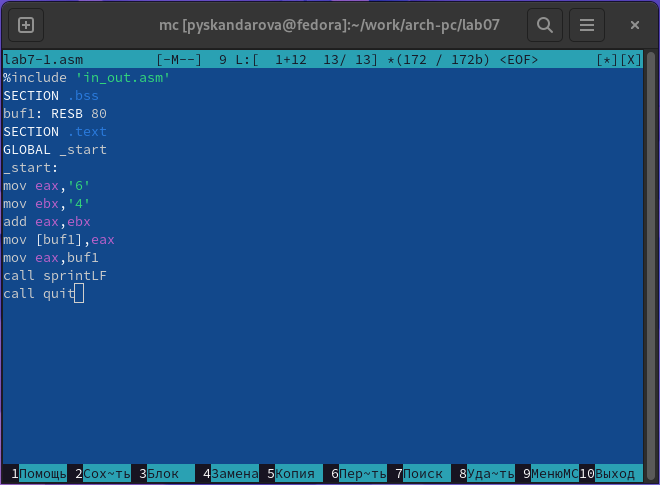 mc [pyskandarova@fedora]:~/work/arch-pc/lab07
lab7-1.asm [-M--] 9 L:[ 1+12 13/ 13] *(172 / 172b) <EOF> [*][X]
%include 'in_out.asm'
SECTION .bss
buf1: RESB 80
SECTION .text
GLOBAL _start
_start:
mov eax,'6'
mov ebx,'4'
add eax,ebx
mov [buf1],eax
mov eax,buf1
call sprintLF
call quit
1Помощь 2Сох~ть 3Блок 4Замена 5Копия 6Пер~ть 7Поиск 8Уда~ть 9МенюМС 10Выход